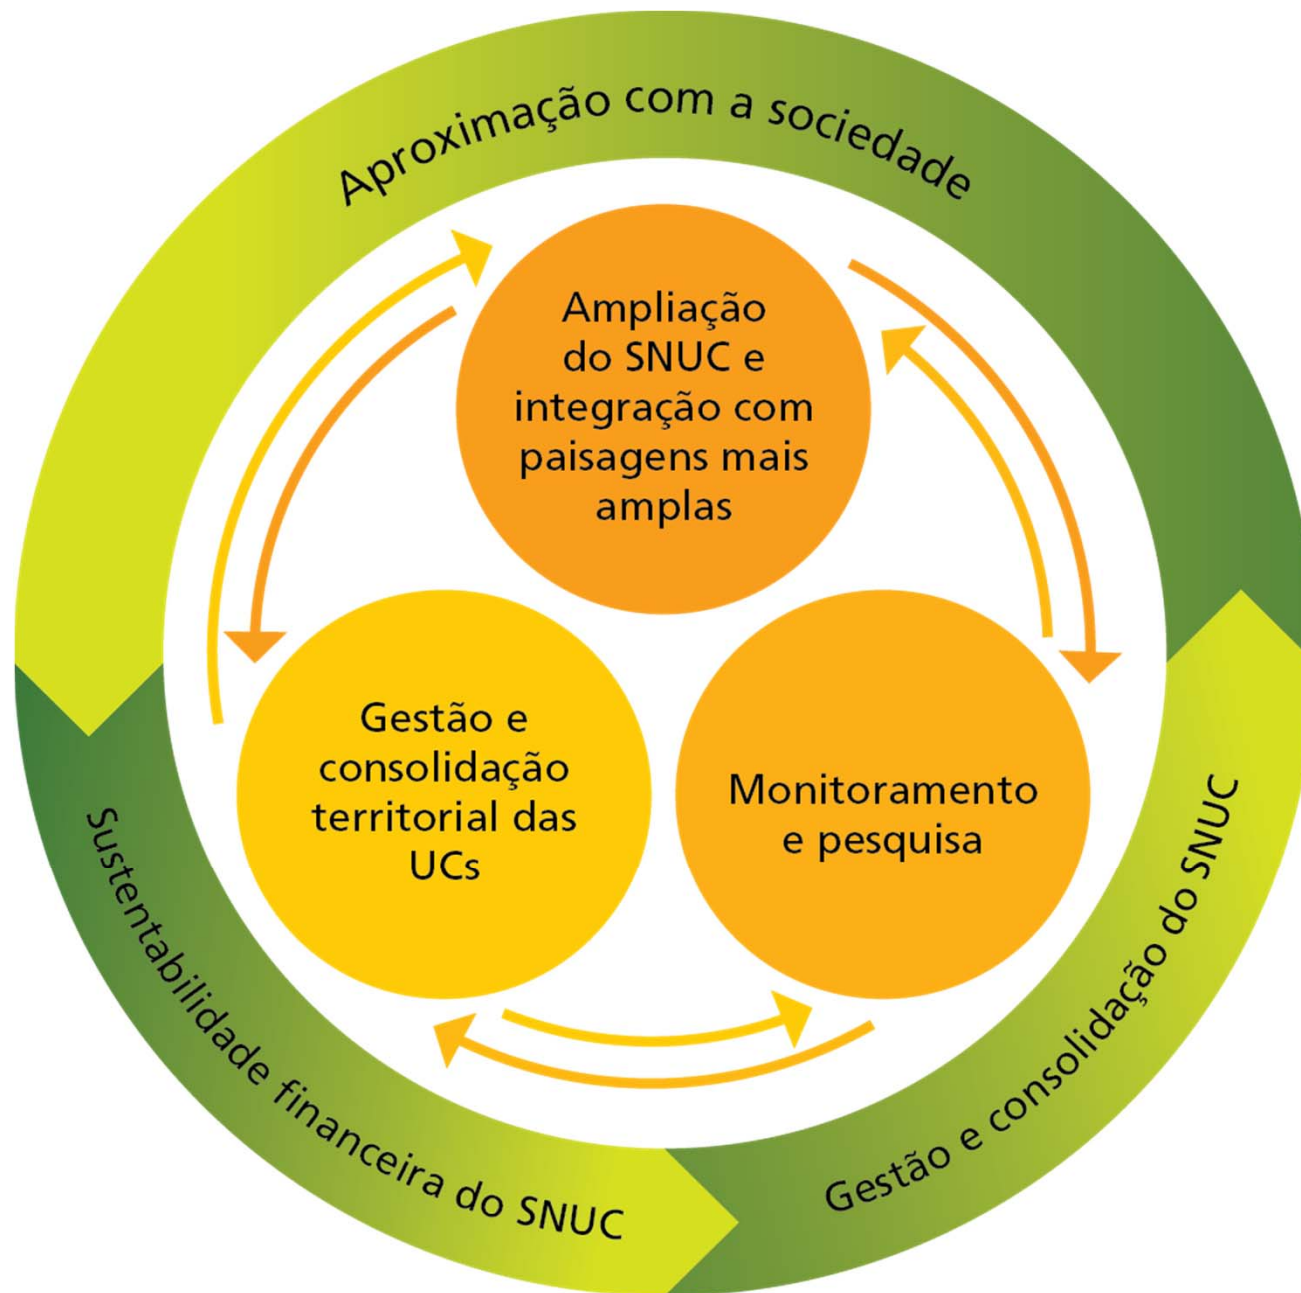 Aproximação com a sociedade
Ampliação
do SNUC e
integração com
paisagens mais
amplas
Gestão e
consolidação
territorial das
UCs
Monitoramento
e pesquisa
Sustentabilidade financeira do SNUC
Gestão e consolidação do SNUC